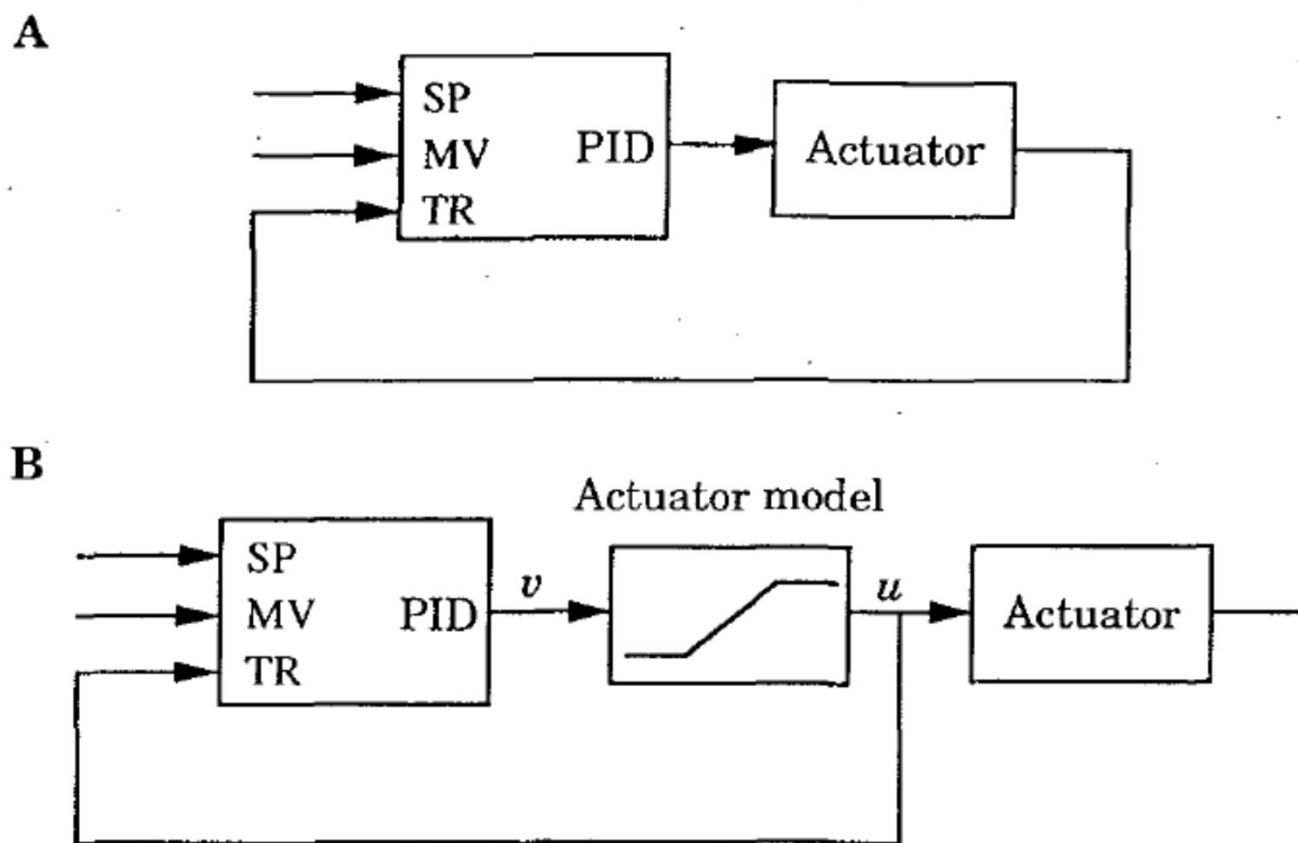 A
SP
MV
TR
PID
Actuator
B
Actuator model
SP
MV
TR
PID
v
u
Actuator